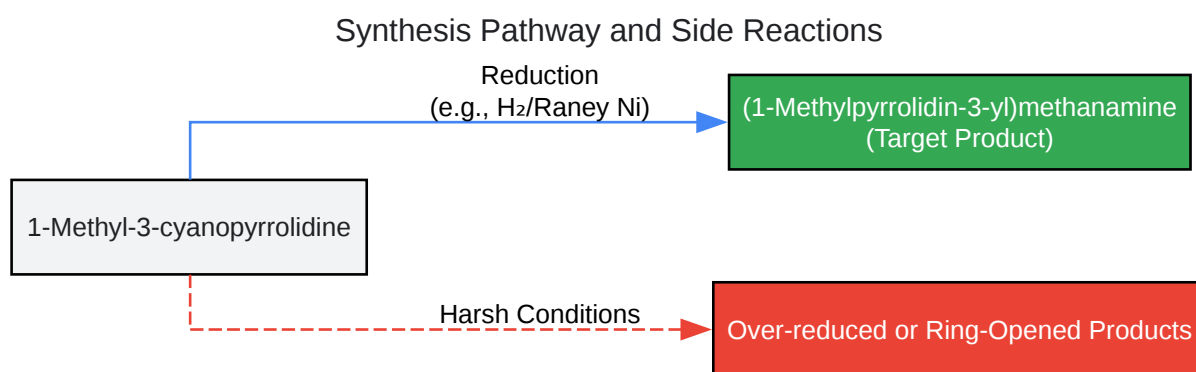 Synthesis Pathway and Side Reactions
Reduction
(e.g., H₂/Raney Ni)
(1-Methylpyrrolidin-3-yl)methanamine
(Target Product)
1-Methyl-3-cyanopyrrolidine
Harsh Conditions
Over-reduced or Ring-Opened Products